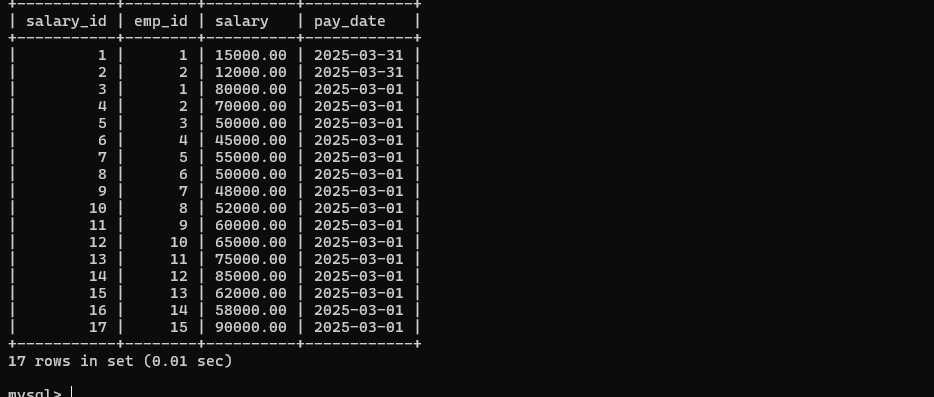 +-----------+--------+----------+------------+
| salary_id | emp_id | salary   | pay_date   |
+-----------+--------+----------+------------+
|         1 |      1 | 15000.00 | 2025-03-31 |
|         2 |      2 | 12000.00 | 2025-03-31 |
|         3 |      1 | 80000.00 | 2025-03-01 |
|         4 |      2 | 70000.00 | 2025-03-01 |
|         5 |      3 | 50000.00 | 2025-03-01 |
|         6 |      4 | 45000.00 | 2025-03-01 |
|         7 |      5 | 55000.00 | 2025-03-01 |
|         8 |      6 | 50000.00 | 2025-03-01 |
|         9 |      7 | 48000.00 | 2025-03-01 |
|        10 |      8 | 52000.00 | 2025-03-01 |
|        11 |      9 | 60000.00 | 2025-03-01 |
|        12 |     10 | 65000.00 | 2025-03-01 |
|        13 |     11 | 75000.00 | 2025-03-01 |
|        14 |     12 | 85000.00 | 2025-03-01 |
|        15 |     13 | 62000.00 | 2025-03-01 |
|        16 |     14 | 58000.00 | 2025-03-01 |
|        17 |     15 | 90000.00 | 2025-03-01 |
+-----------+--------+----------+------------+
17 rows in set (0.01 sec)
mysql>